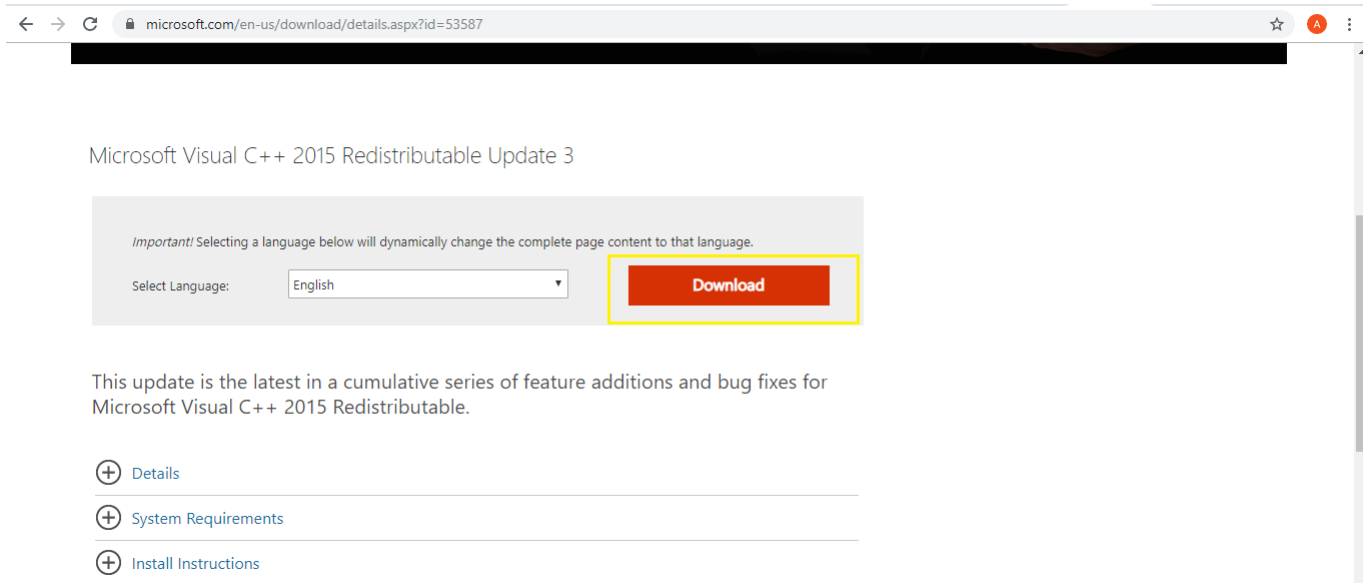 microsoft.com/en-us/download/details.aspx?id=53587
A
Microsoft Visual C++ 2015 Redistributable Update 3
Important! Selecting a language below will dynamically change the complete page content to that language.
Select Language: English Download
This update is the latest in a cumulative series of feature additions and bug fixes for
Microsoft Visual C++ 2015 Redistributable.
Details
System Requirements
Install Instructions